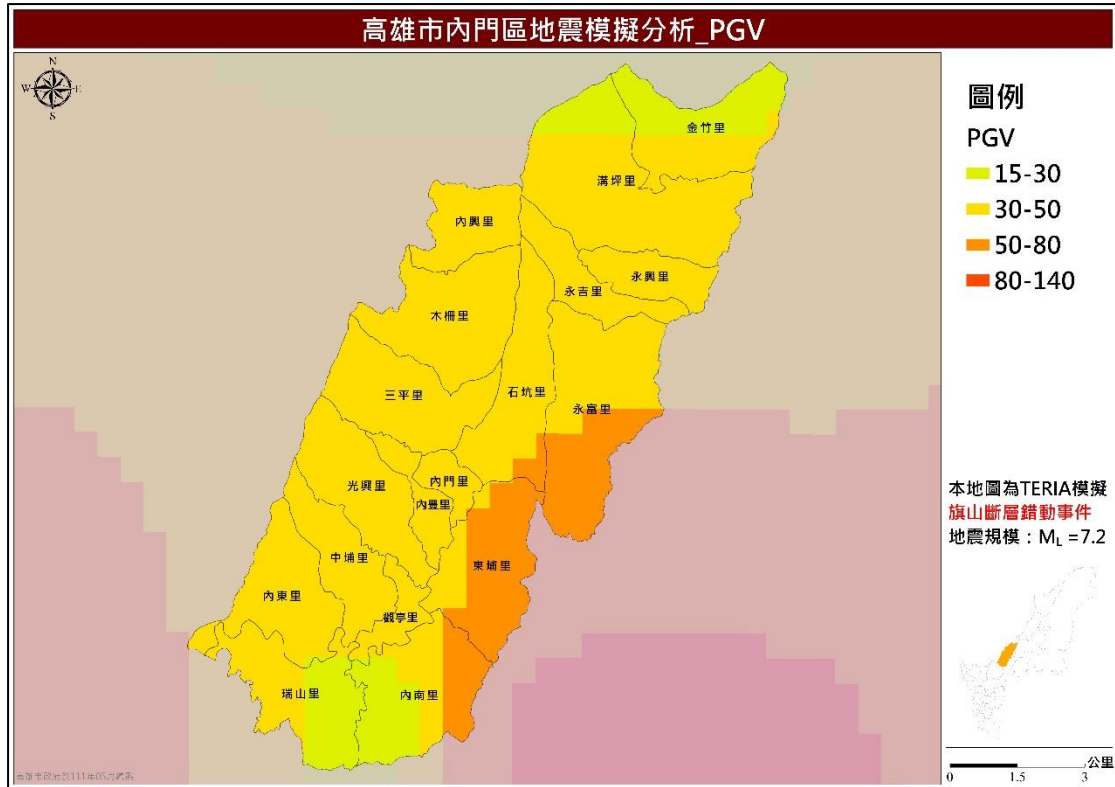 高雄市內門區地震模擬分析_PGV
N
W
E
S
圖例
PGV
15-30
30-50
50-80
80-140
金竹里
溝坪里
內興里
永興里
永吉里
木柵里
石坑里
三平里
永富里
內門里
光興里
內豐里
中埔里
東埔里
內東里
觀亭里
瑞山里
內南里
本地圖為TERIA模擬
旗山斷層錯動事件
地震規模：ML =7.2
公里
0 1.5 3